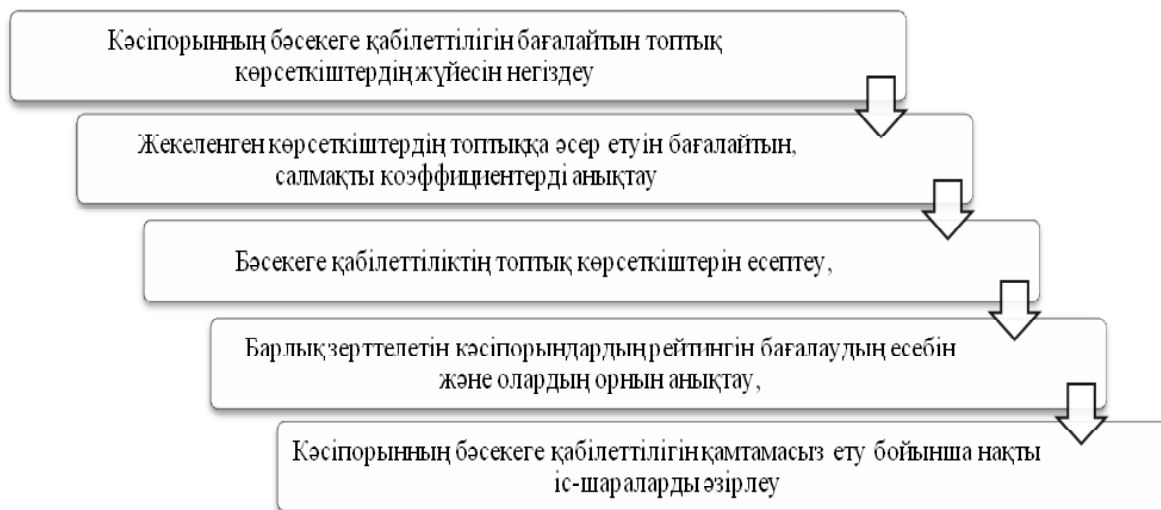 Кәсіпорынның бәсекеге қабілеттілігін бағалайтын топтық
көрсеткіштердің жүйесін негіздеу
Жекеленген көрсеткіштердің топтыққа әсер етуін бағалайтын,
салмақты коэффициентерді анықтау
Бәсекеге қабілеттіліктің топтық көрсеткіштерін есептеу,
Барлық зерттелетін кәсіпорындардың рейтингін бағалаудың есебін
және олардың орнын анықтау,
Кәсіпорынның бәсекеге қабілеттілігін қамтамасыз ету бойынша нақты
іс-шараларды әзірлеу